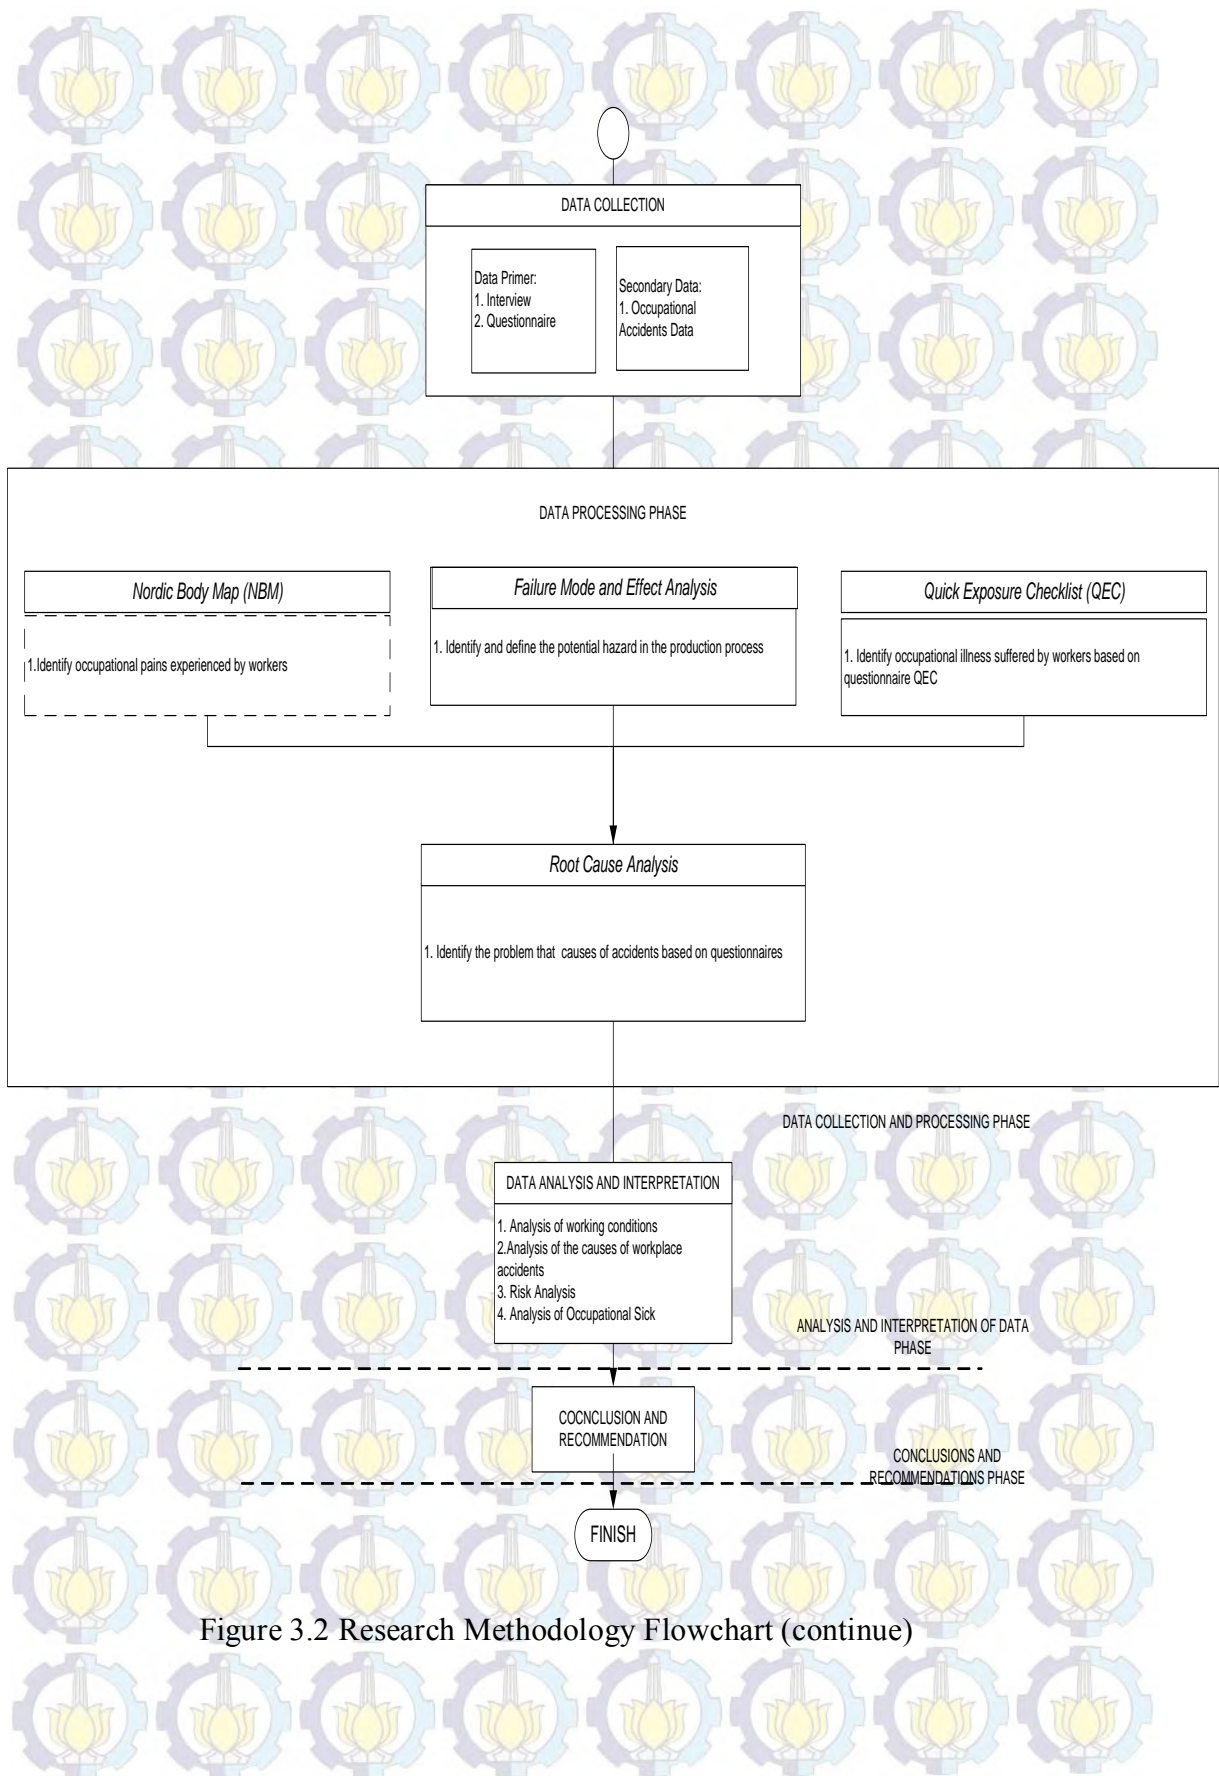 DATA COLLECTION
Data Primer:
1. Interview
2. Questionnaire
Secondary Data:
1. Occupational
Accidents Data
DATA PROCESSING PHASE
Nordic Body Map (NBM)
1.Identify occupational pains experienced by workers
Failure Mode and Effect Analysis
1. Identify and define the potential hazard in the production process
Quick Exposure Checklist (QEC)
1. Identify occupational illness suffered by workers based on
questionnaire QEC
Root Cause Analysis
1. Identify the problem that  causes of accidents based on questionnaires
DATA COLLECTION AND PROCESSING PHASE
DATA ANALYSIS AND INTERPRETATION
1. Analysis of working conditions
2.Analysis of the causes of workplace
accidents
3. Risk Analysis
4. Analysis of Occupational Sick
ANALYSIS AND INTERPRETATION OF DATA
PHASE
COCNCLUSION AND
RECOMMENDATION
CONCLUSIONS AND
RECOMMENDATIONS PHASE
FINISH
Figure 3.2 Research Methodology Flowchart (continue)